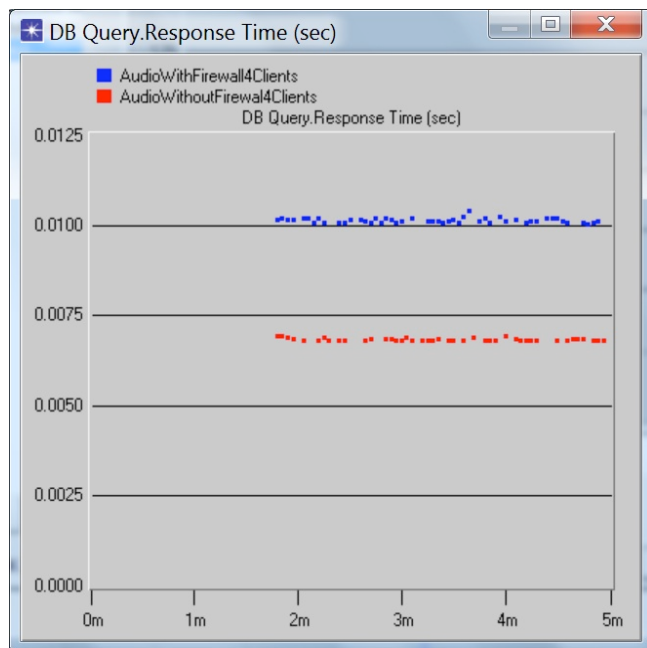 DB Query.Response Time (sec)
AudioWithFirewall4Clients
AudioWithoutFirewal4Clients
DB Query.Response Time (sec)
0.0125
0.0100
0.0075
0.0050
0.0025
0.0000
0m 1m 2m 3m 4m 5m